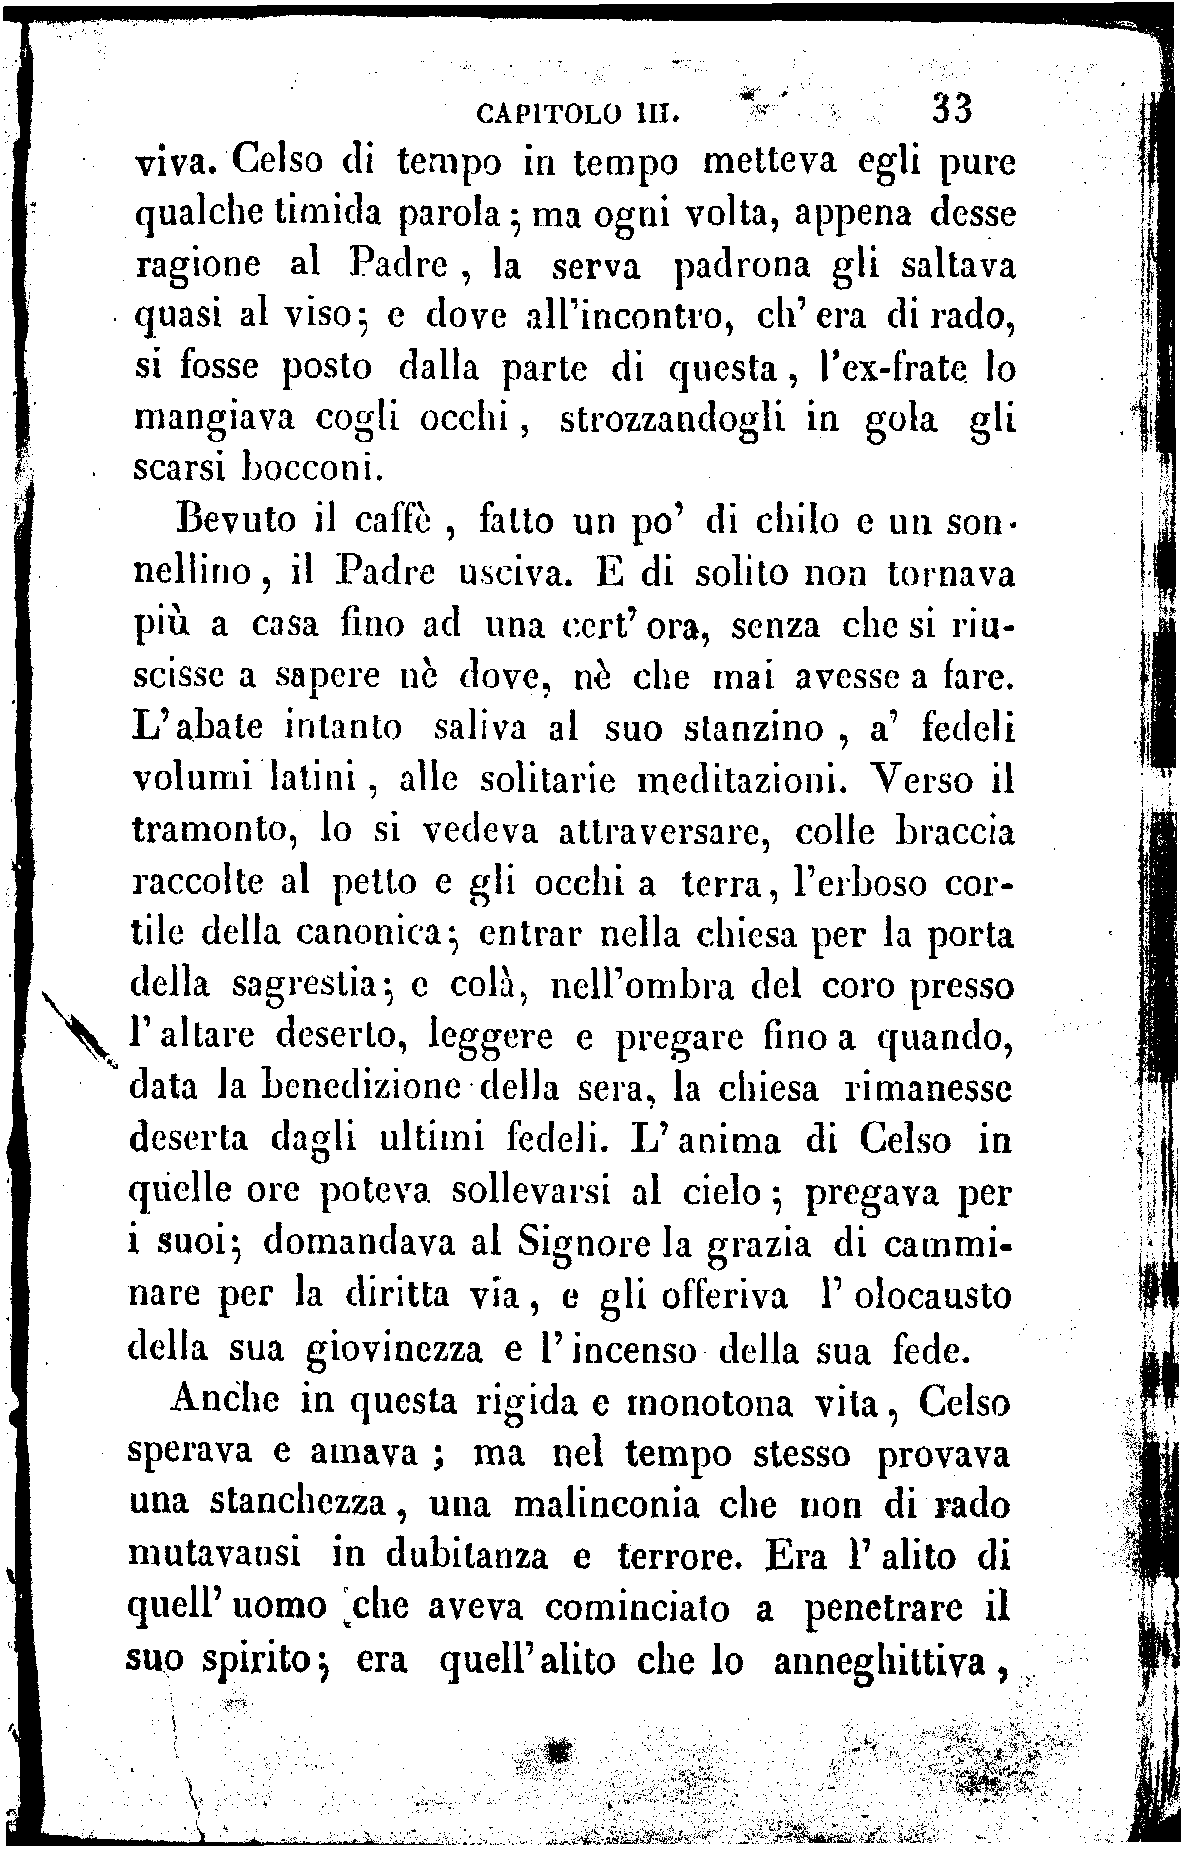 CAPITOLO III. 33
viva. Celso di tempo in tempo metteva egli pure
qualche timida parola; ma ogni volta, appena desse
ragione al Padre, la serva padrona gli saltava
quasi al viso; e dove all'incontro, ch' era di rado,
si fosse posto dalla parte di questa, l'ex-frate lo
mangiava cogli occhi, strozzandogli in gola gli
scarsi bocconi.
Bevuto il caffè, fatto un po' di chilo e un son-
nellino, il Padre usciva. E di solito non tornava
più a casa fino ad una cert' ora, senza che si riu-
scisse a sapere nè dove, nè che mai avesse a fare.
L' abate intanto saliva al suo stanzino, a' fedeli
volumi latini, alle solitarie meditazioni. Verso il
tramonto, lo si vedeva attraversare, colle braccia
raccolte al petto e gli occhi a terra, l'erboso cor-
tile della canonica; entrar nella chiesa per la porta
della sagrestia; e colà, nell'ombra del coro presso
l' altare deserto, leggere e pregare fino a quando,
data la benedizione della sera, la chiesa rimanesse
deserta dagli ultimi fedeli. L' anima di Celso in
quelle ore poteva sollevarsi al cielo; pregava per
i suoi; domandava al Signore la grazia di cammi-
nare per la diritta via, e gli offeriva l' olocausto
della sua giovinezza e l' incenso della sua fede.
Anche in questa rigida e monotona vita, Celso
sperava e amava; ma nel tempo stesso provava
una stanchezza, una malinconia che non di rado
mutavansi in dubitanza e terrore. Era l' alito di
quell' uomo che aveva cominciato a penetrare il
suo spirito; era quell'alito che lo anneghittiva,